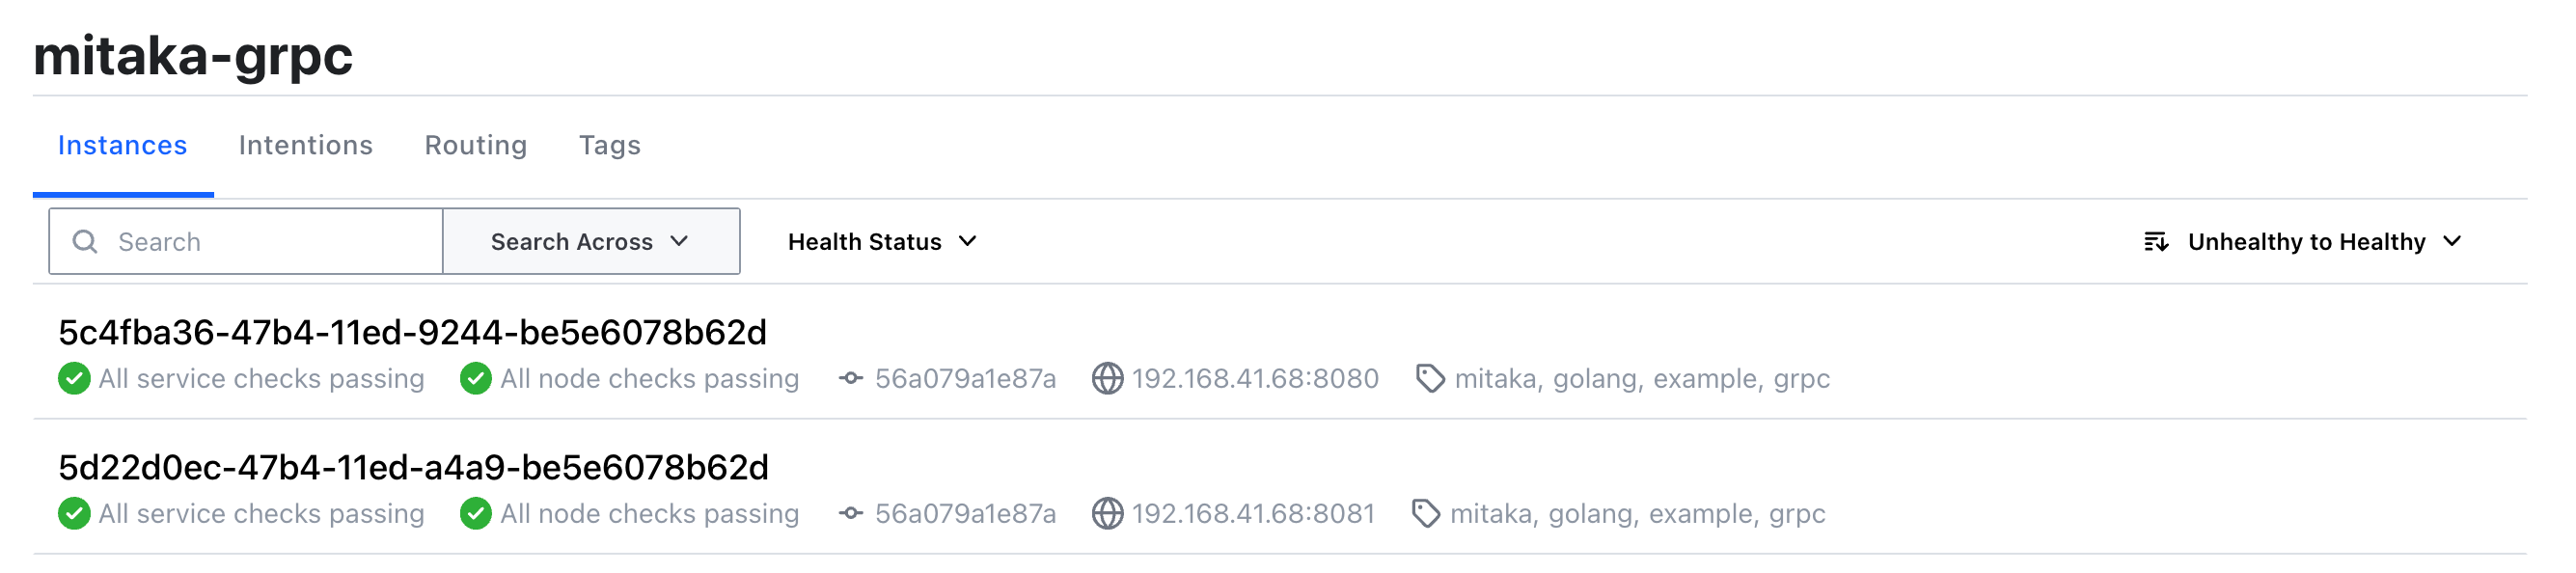 mitaka-grpc
Instances Intentions Routing Tags
Search Search Across Health Status Unhealthy to Healthy
5c4fba36-47b4-11ed-9244-be5e6078b62d
All service checks passing All node checks passing 56a079a1e87a 192.168.41.68:8080 mitaka, golang, example, grpc
5d22d0ec-47b4-11ed-a4a9-be5e6078b62d
All service checks passing All node checks passing 56a079a1e87a 192.168.41.68:8081 mitaka, golang, example, grpc